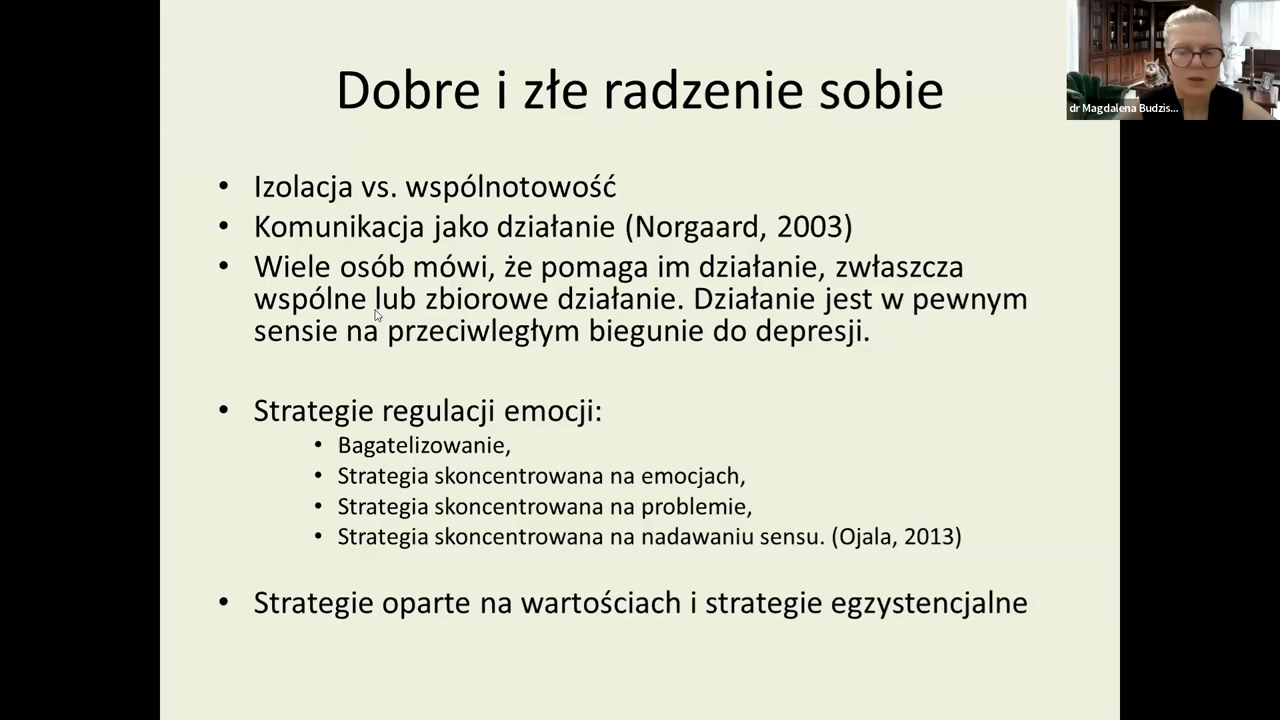 Dobre i złe radzenie sobie
dr Magdalena Budzis...
• Izolacja vs. wspólnotowość
• Komunikacja jako działanie (Norgaard, 2003)
• Wiele osób mówi, że pomaga im działanie, zwłaszcza
wspólne lub zbiorowe działanie. Działanie jest w pewnym
sensie na przeciwległym biegunie do depresji.
• Strategie regulacji emocji:
• Bagatelizowanie,
• Strategia skoncentrowana na emocjach,
• Strategia skoncentrowana na problemie,
• Strategia skoncentrowana na nadawaniu sensu. (Ojala, 2013)
• Strategie oparte na wartościach i strategie egzystencjalne